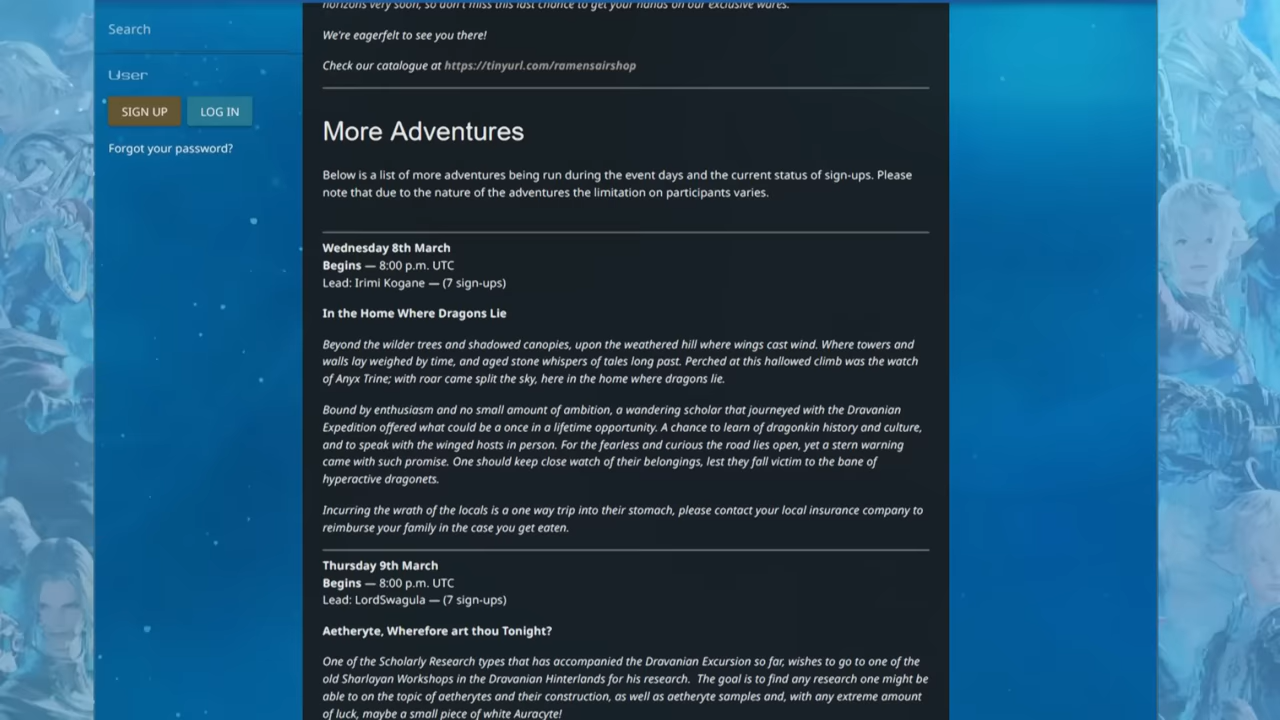 Search
User
SIGN UP
LOG IN
Forgot your password?
horizons very soon, so don't miss this last chance to get your hands on our exclusive wares.
We're eagerfelt to see you there!
Check our catalogue at https://tinyurl.com/ramensairshop
More Adventures
Below is a list of more adventures being run during the event days and the current status of sign-ups. Please
note that due to the nature of the adventures the limitation on participants varies.
Wednesday 8th March
Begins — 8:00 p.m. UTC
Lead: Irimi Kogane — (7 sign-ups)
In the Home Where Dragons Lie
Beyond the wilder trees and shadowed canopies, upon the weathered hill where wings cast wind. Where towers and
walls lay weighed by time, and aged stone whispers of tales long past. Perched at this hallowed climb was the watch
of Anyx Trine; with roar came split the sky, here in the home where dragons lie.
Bound by enthusiasm and no small amount of ambition, a wandering scholar that journeyed with the Dravanian
Expedition offered what could be a once in a lifetime opportunity. A chance to learn of dragonkin history and culture,
and to speak with the winged hosts in person. For the fearless and curious the road lies open, yet a stern warning
came with such promise. One should keep close watch of their belongings, lest they fall victim to the bane of
hyperactive dragonets.
Incurring the wrath of the locals is a one way trip into their stomach, please contact your local insurance company to
reimburse your family in the case you get eaten.
Thursday 9th March
Begins — 8:00 p.m. UTC
Lead: LordSwagula — (7 sign-ups)
Aetheryte, Wherefore art thou Tonight?
One of the Scholarly Research types that has accompanied the Dravanian Excursion so far, wishes to go to one of the
old Sharlayan Workshops in the Dravanian Hinterlands for his research. The goal is to find any research one might be
able to on the topic of aetherytes and their construction, as well as aetheryte samples and, with any extreme amount
of luck, maybe a small piece of white Auracyte!